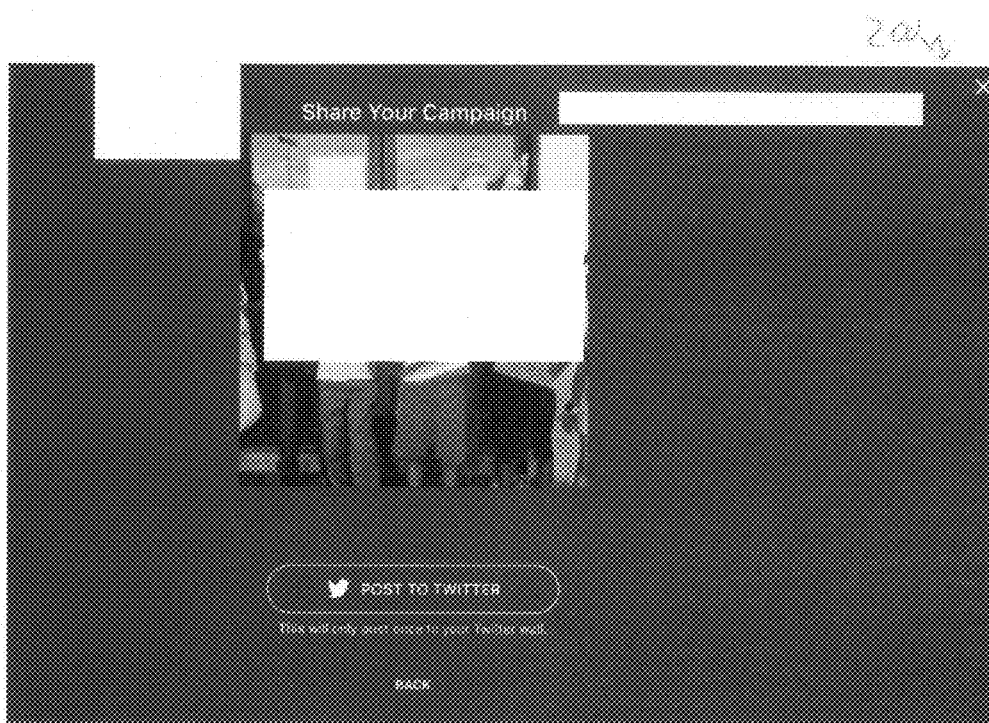 Share Your Campaign
POST TO TWITTER
This will only post once to your Twitter wall.
BACK